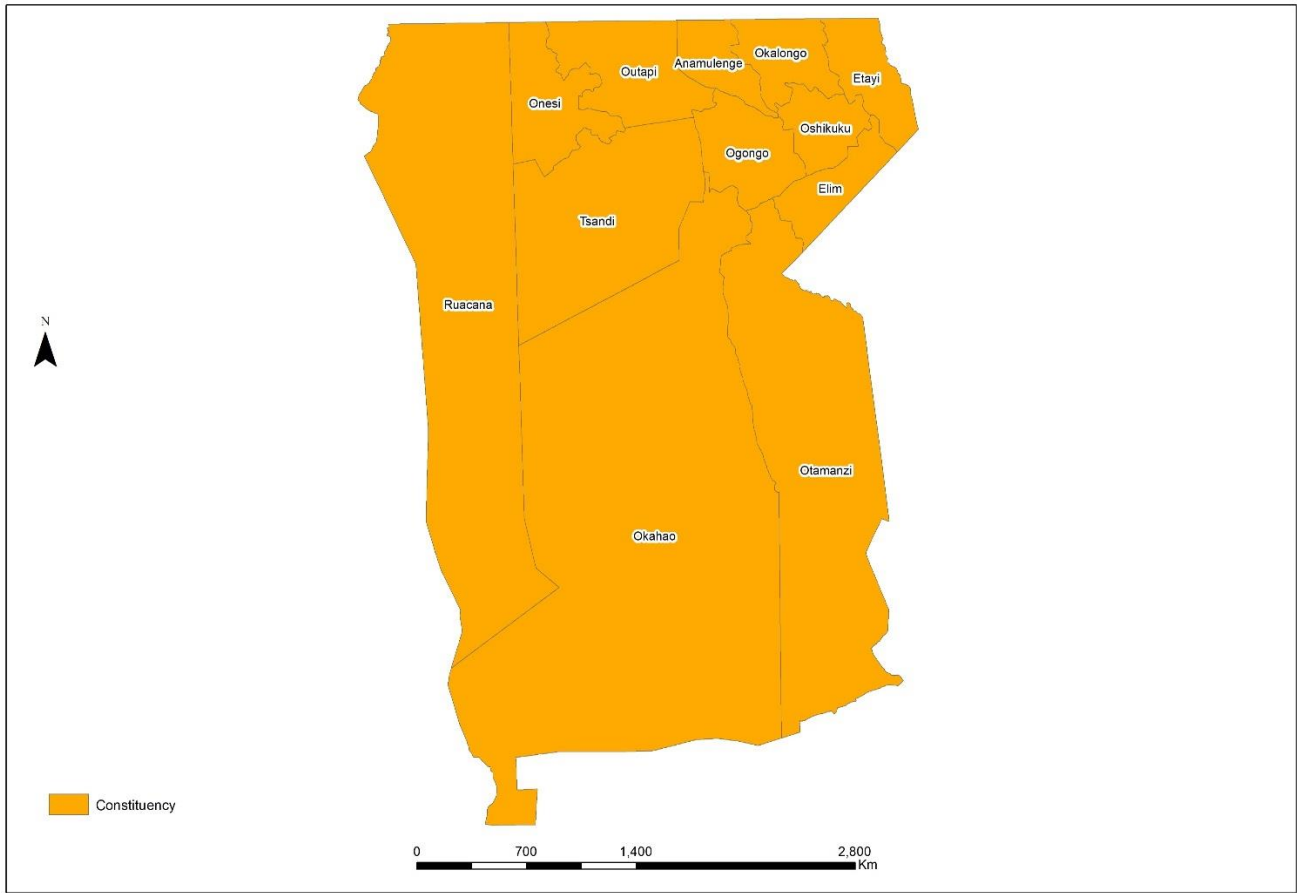 Okalongo
Anamulenge
Outapi
Etayi
Onesi
Oshikuku
Ogongo
Elim
Tsandi
Ruacana
N
Otamanzi
Okahao
Constituency
0 700 1,400 2,800
Km